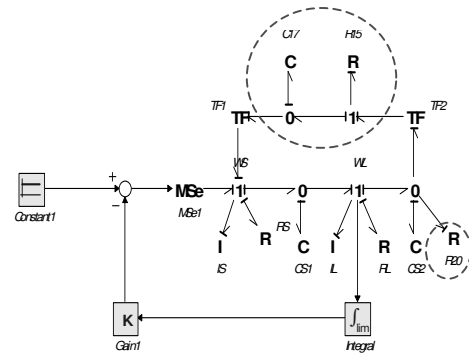 C17 R15
C R
TF1 TF 0 1 TF TF2
WS WL
+
−
MSe 1 0 1 0
Constant1 MSe1
I R RS C I R C R
IS CS1 IL RL CS2 R20
K
∫lim
Gain1 Integral